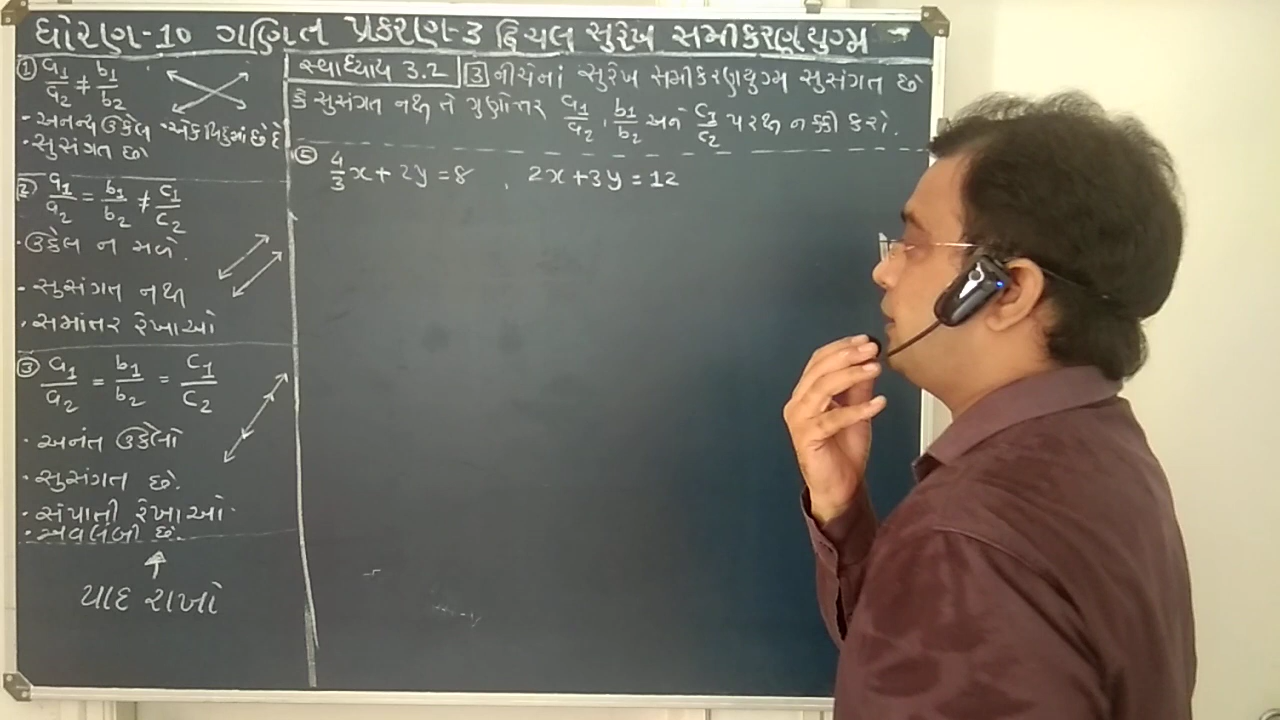 ધોરણ-10 ગણિત પ્રકરણ-3 દ્વિચલ સુરેખ સમીકરણયુગ્મ
① a₁/a₂ ≠ b₁/b₂
· અનન્ય ઉકેલ · એક બિંદુમાં છેદે
· સુસંગત છે
② a₁/a₂ = b₁/b₂ ≠ c₁/c₂
· ઉકેલ ન મળે.
· સુસંગત નથી
· સમાંતર રેખાઓ
③ a₁/a₂ = b₁/b₂ = c₁/c₂
· અનંત ઉકેલો
· સુસંગત છે.
· સંપાતી રેખાઓ
· અવલંબી છે.
યાદ રાખો
સ્વાધ્યાય 3.2 3 નીચેનાં સુરેખ સમીકરણયુગ્મ સુસંગત છે
કે સુસંગત નથી તે ગુણોત્તર a₁/a₂, b₁/b₂ અને c₁/c₂ પરથી નક્કી કરો.
⑤ 4/3x + 2y = 8 , 2x + 3y = 12